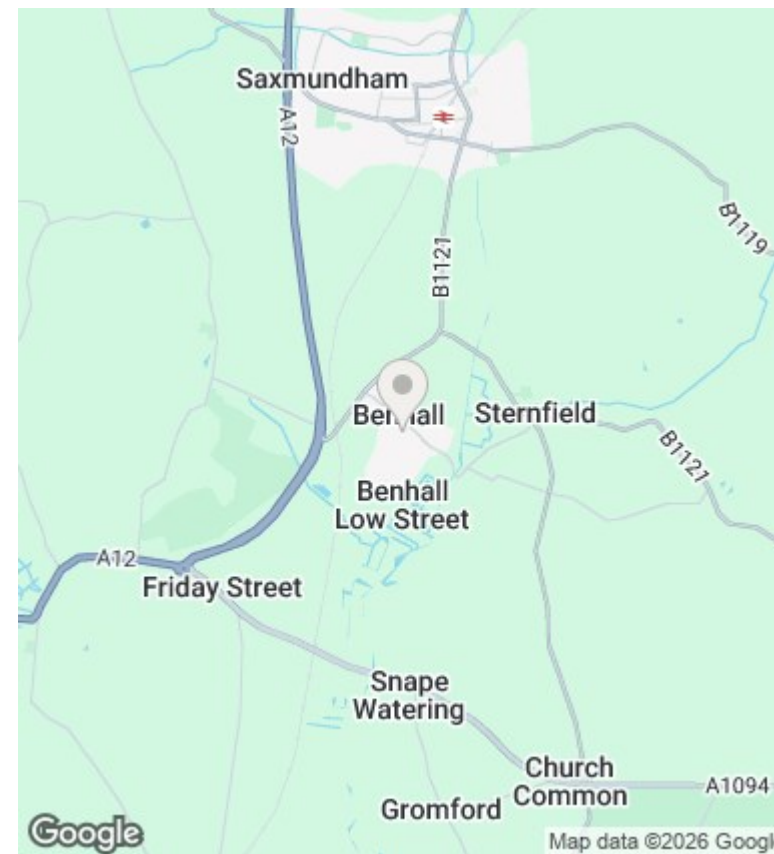 Saxmundham
A12
B1119
B1121
Benhall
Sternfield
B1121
Benhall
Low Street
A12
Friday Street
Snape
Watering
Church
Common
A1094
Gromford
Google
Map data ©2026 Google